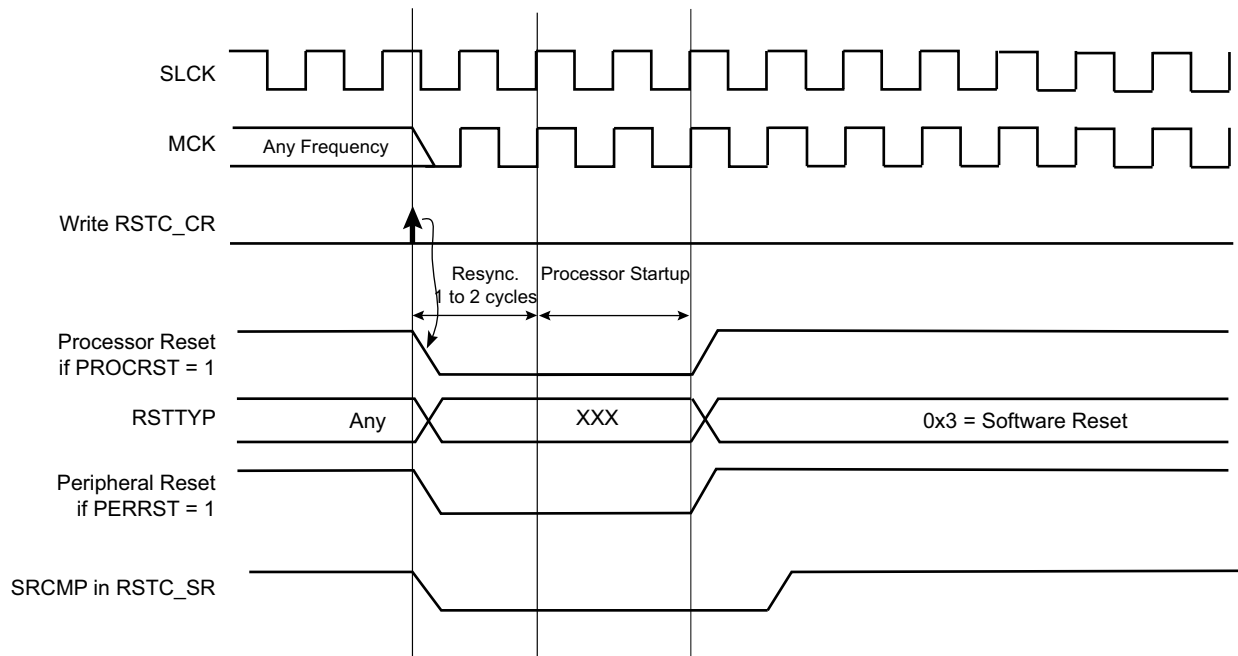 SLCK
MCK
Any Frequency
Write RSTC_CR
Resync.
1 to 2 cycles
Processor Startup
Processor Reset
if PROCRST = 1
RSTTYP
Any
XXX
0x3 = Software Reset
Peripheral Reset
if PERRST = 1
SRCMP in RSTC_SR